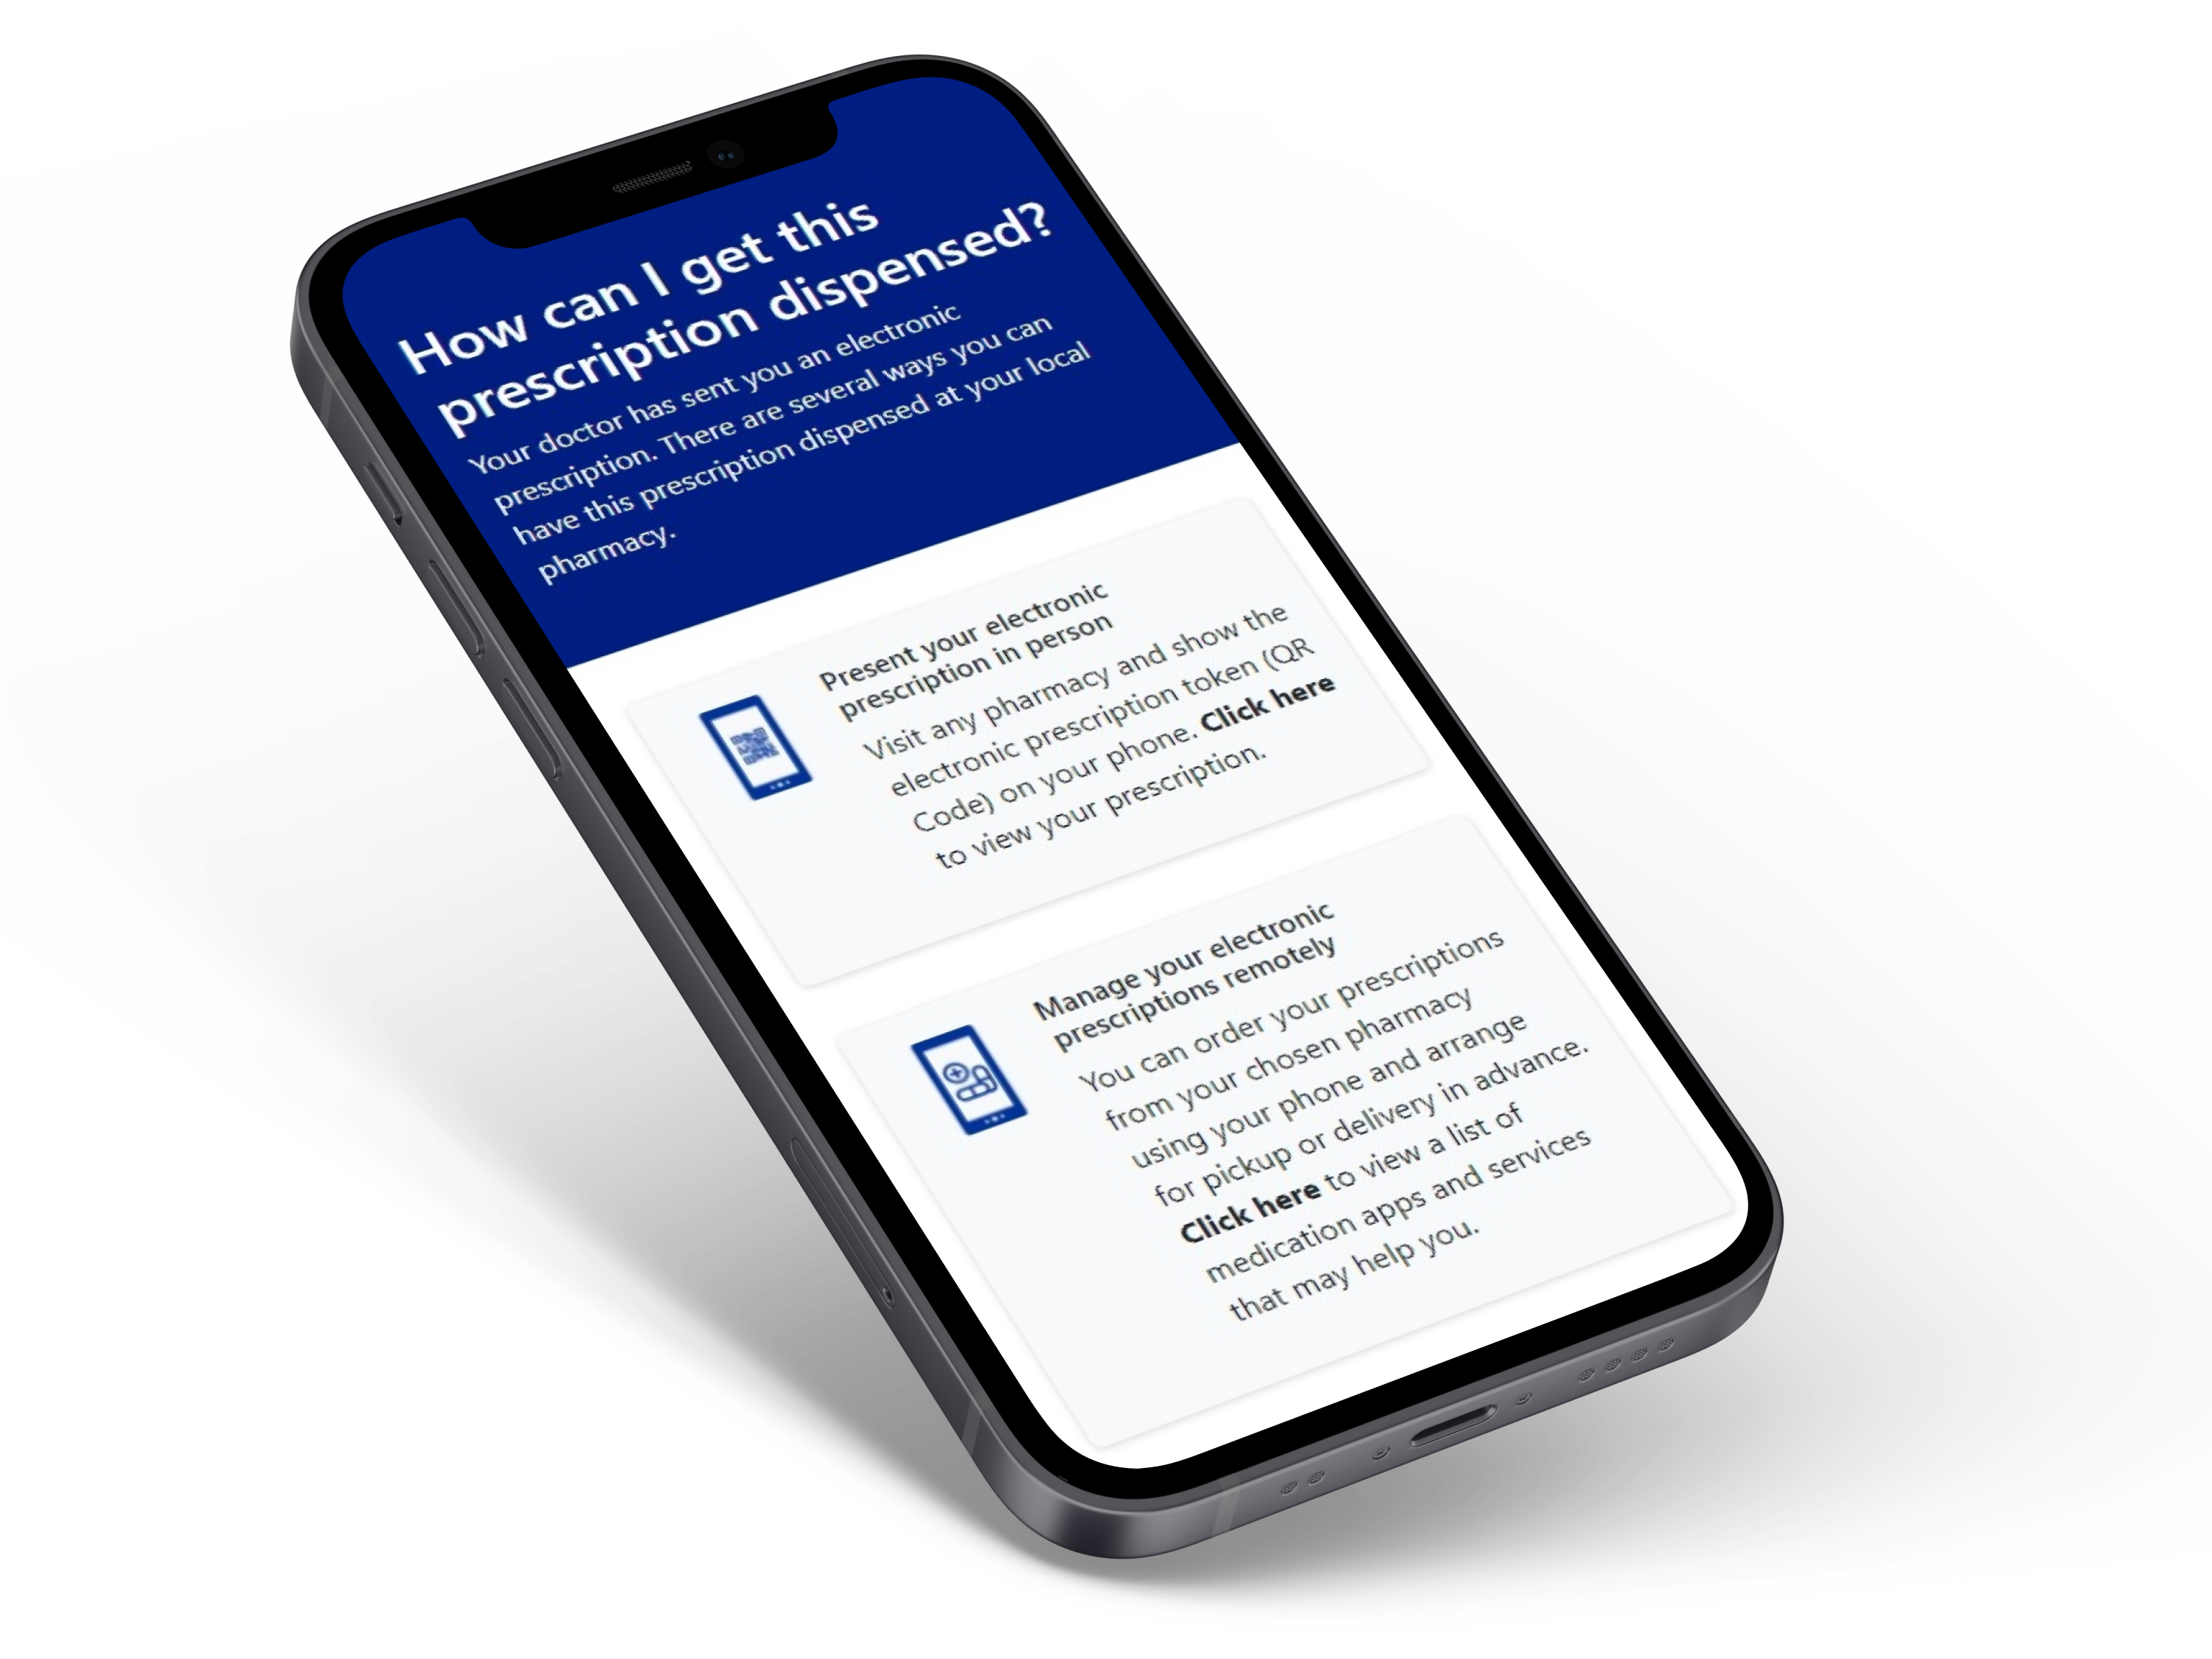 How can I get this
prescription dispensed?
Your doctor has sent you an electronic
prescription. There are several ways you can
have this prescription dispensed at your local
pharmacy.
Present your electronic
prescription in person
Visit any pharmacy and show the
electronic prescription token (QR
Code) on your phone. Click here
to view your prescription.
Manage your electronic
prescriptions remotely
You can order your prescriptions
from your chosen pharmacy
using your phone and arrange
for pickup or delivery in advance.
Click here to view a list of
medication apps and services
that may help you.